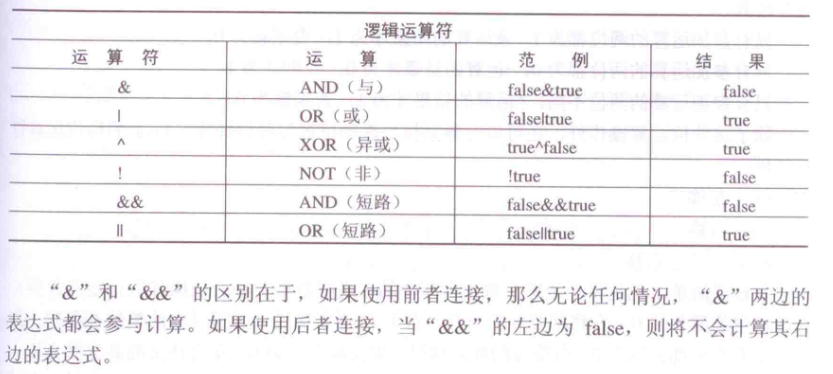 逻辑运算符
运 算 符 运 算 范 例 结 果
& AND（与） false&true false
| OR（或） false|true true
^ XOR（异或） true^false true
! NOT（非） !true false
&& AND（短路） false&&true false
|| OR（短路） false||true true
“&”和“&&”的区别在于，如果使用前者连接，那么无论任何情况，“&”两边的
表达式都会参与计算。如果使用后者连接，当“&&”的左边为 false，则将不会计算其右
边的表达式。